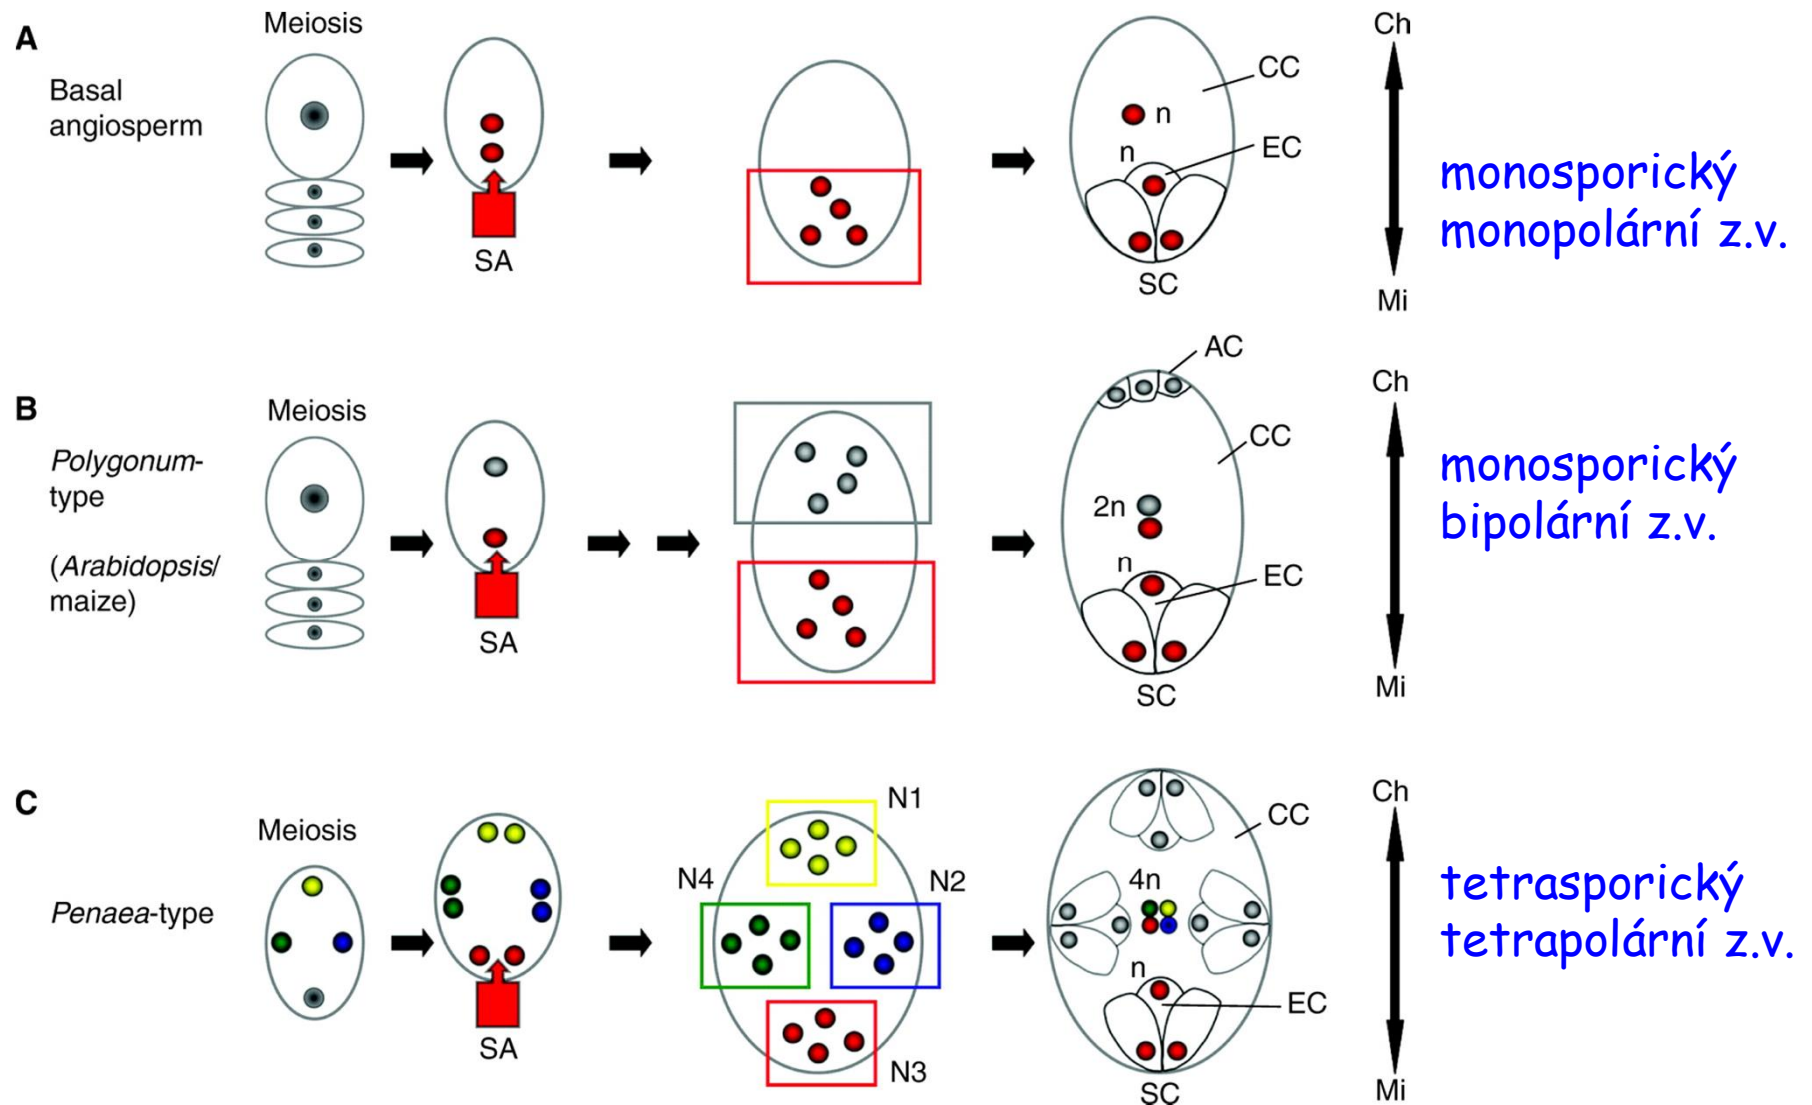 A
Meiosis
Basal
angiosperm
SA
n
n
CC
EC
SC
Ch
Mi
monosporický
monopolární z.v.
B
Meiosis
Polygonum-
type
(Arabidopsis/
maize)
SA
AC
CC
2n
n
EC
SC
Ch
Mi
monosporický
bipolární z.v.
C
Meiosis
Penaea-type
SA
N1
N4
N2
N3
CC
4n
n
EC
SC
Ch
Mi
tetrasporický
tetrapolární z.v.